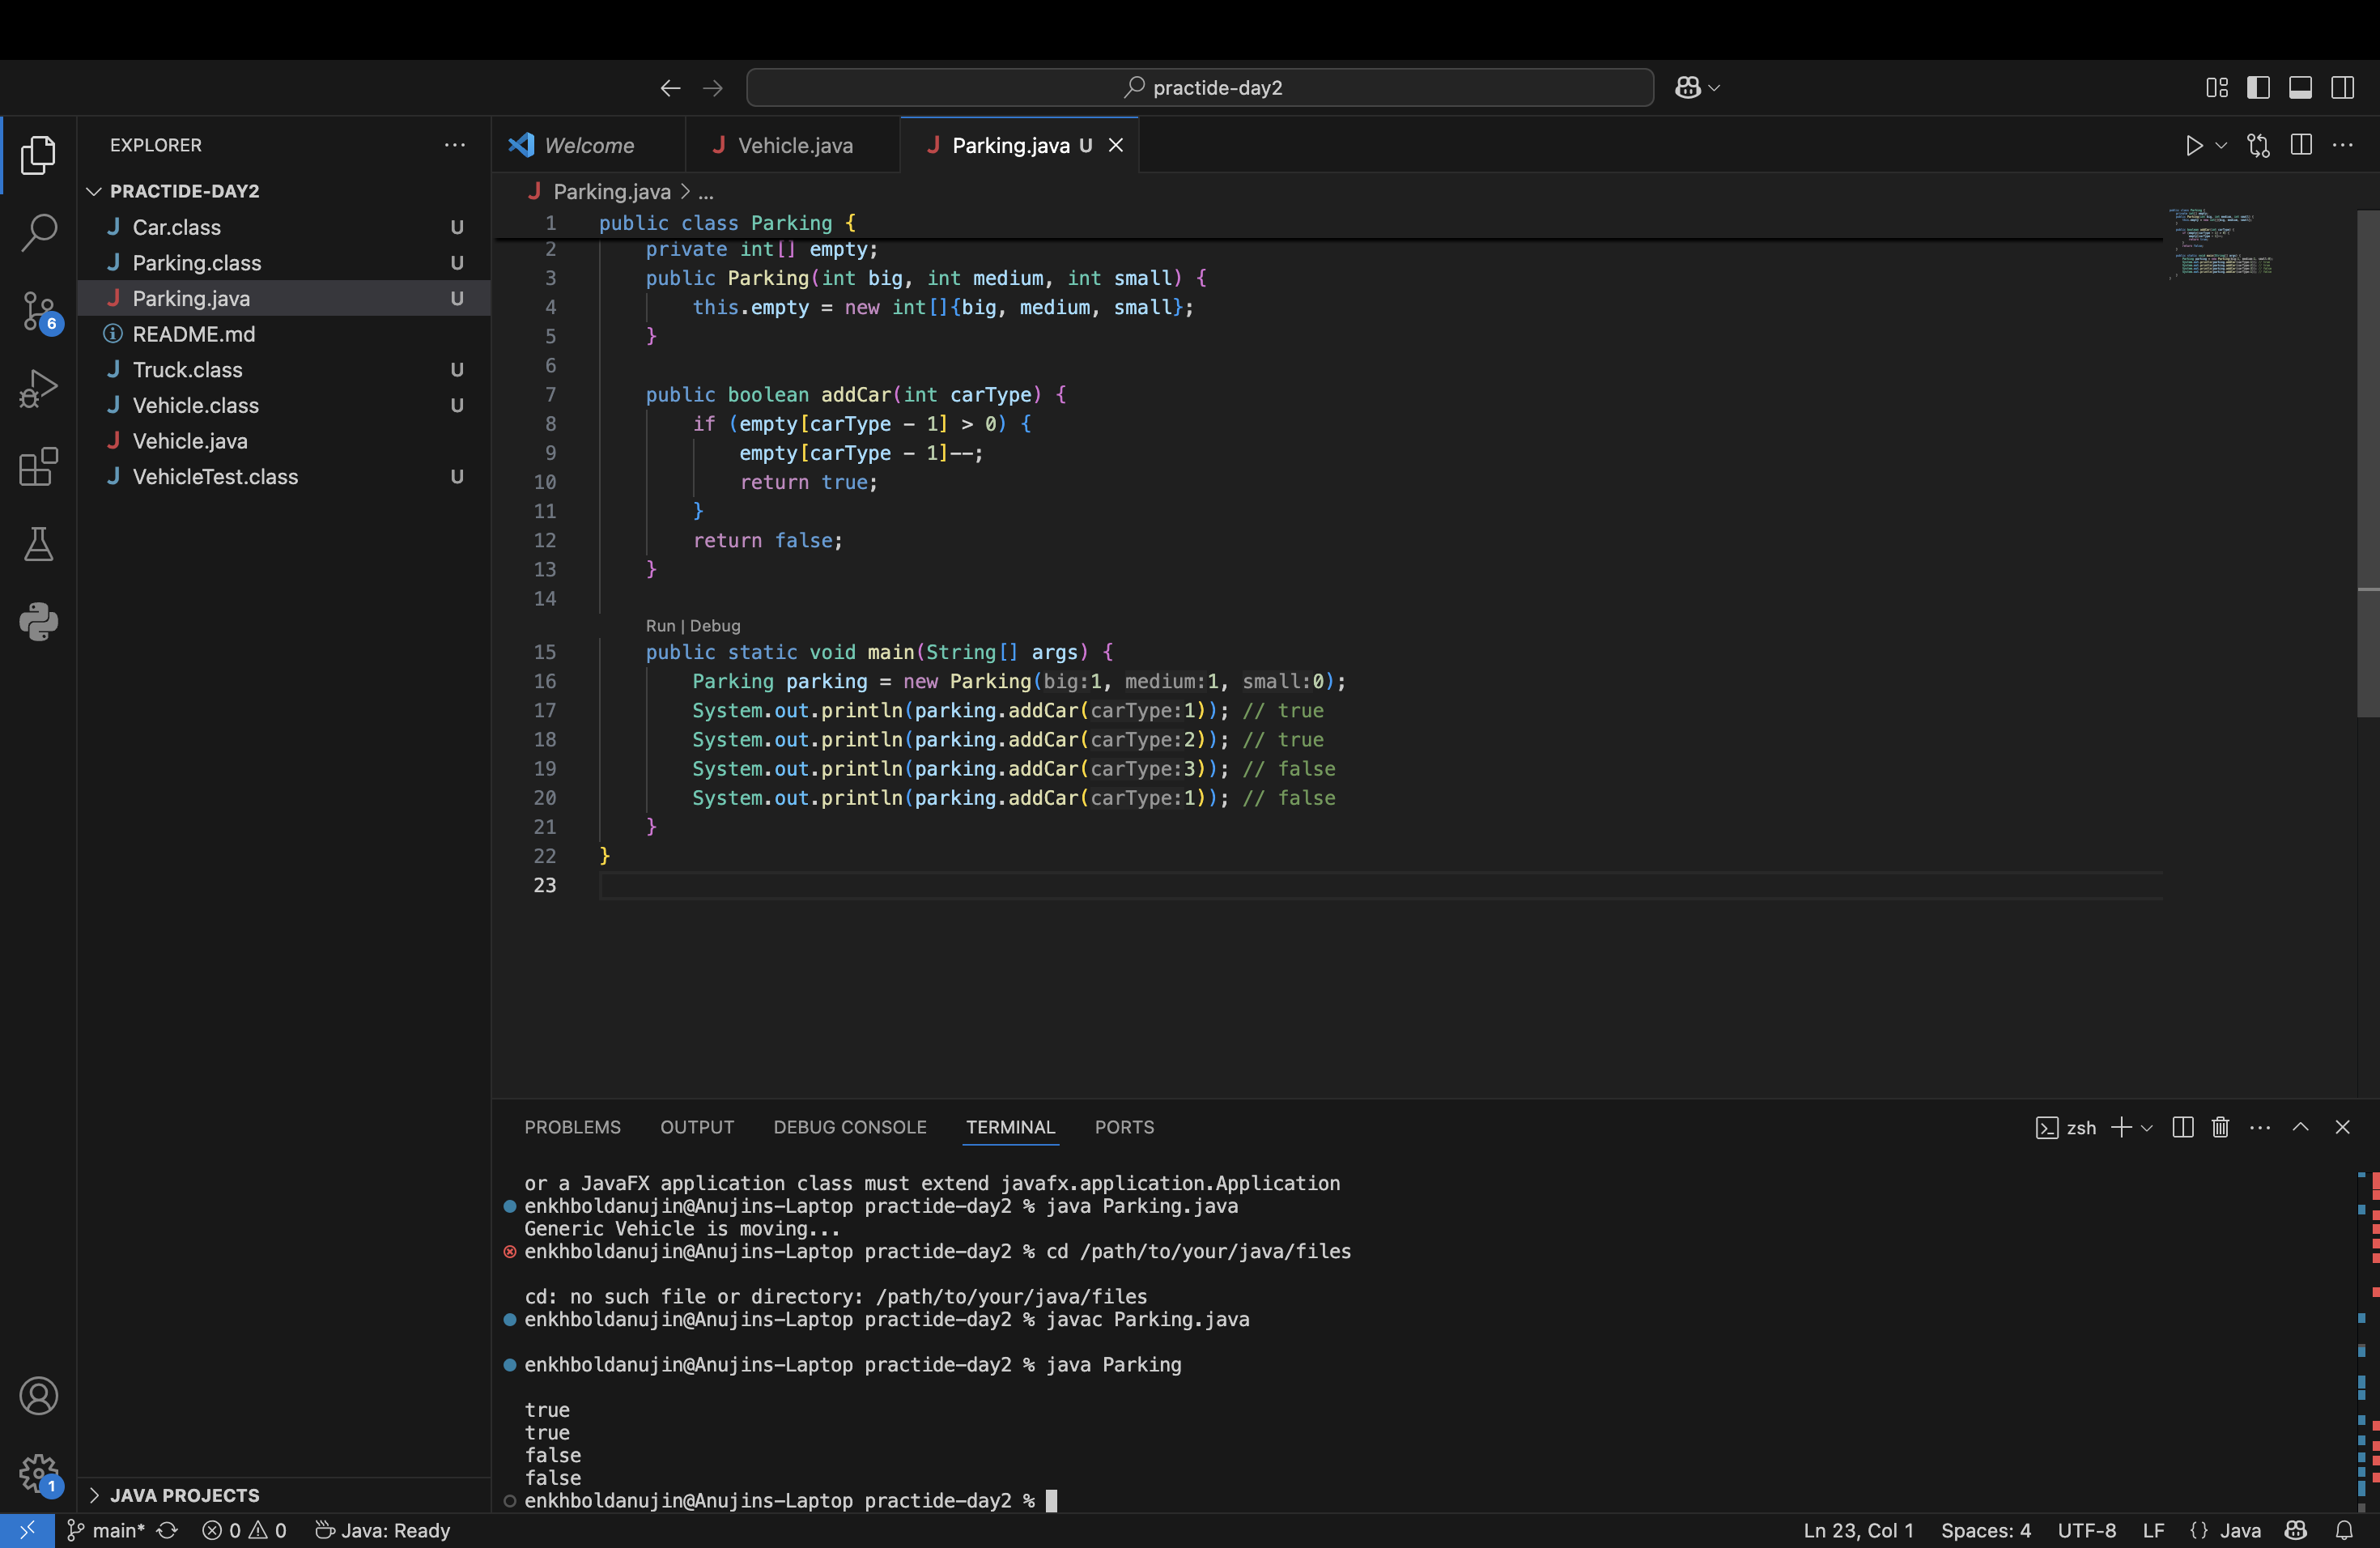 practide-day2
EXPLORER
PRACTIDE-DAY2
Car.class U
Parking.class U
Parking.java U
README.md
Truck.class U
Vehicle.class U
Vehicle.java
VehicleTest.class U
JAVA PROJECTS
6
1
Welcome
Vehicle.java
Parking.java U
Parking.java > ...
1 public class Parking {
2 private int[] empty;
3 public Parking(int big, int medium, int small) {
4 this.empty = new int[]{big, medium, small};
5 }
6
7 public boolean addCar(int carType) {
8 if (empty[carType - 1] > 0) {
9 empty[carType - 1]--;
10 return true;
11 }
12 return false;
13 }
14
Run | Debug
15 public static void main(String[] args) {
16 Parking parking = new Parking(big:1, medium:1, small:0);
17 System.out.println(parking.addCar(carType:1)); // true
18 System.out.println(parking.addCar(carType:2)); // true
19 System.out.println(parking.addCar(carType:3)); // false
20 System.out.println(parking.addCar(carType:1)); // false
21 }
22 }
23
PROBLEMS OUTPUT DEBUG CONSOLE TERMINAL PORTS
zsh
or a JavaFX application class must extend javafx.application.Application
enkhboldanujin@Anujins-Laptop practide-day2 % java Parking.java
Generic Vehicle is moving...
enkhboldanujin@Anujins-Laptop practide-day2 % cd /path/to/your/java/files
cd: no such file or directory: /path/to/your/java/files
enkhboldanujin@Anujins-Laptop practide-day2 % javac Parking.java
enkhboldanujin@Anujins-Laptop practide-day2 % java Parking
true
true
false
false
enkhboldanujin@Anujins-Laptop practide-day2 %
main* 0 0 Java: Ready
Ln 23, Col 1 Spaces: 4 UTF-8 LF {} Java